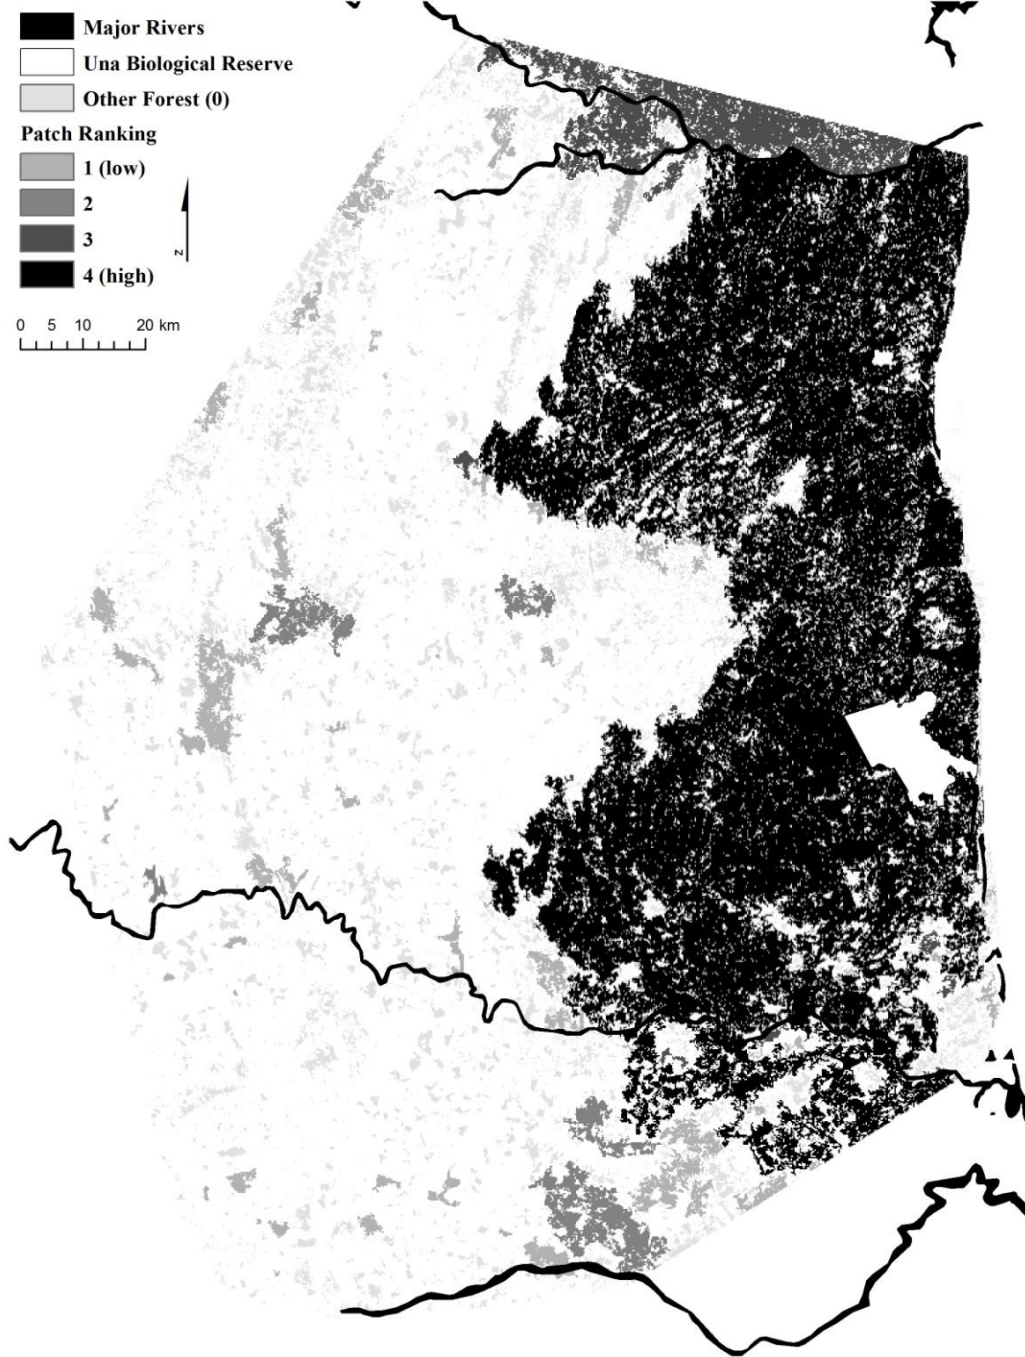 Major Rivers
Una Biological Reserve
Other Forest (0)
Patch Ranking
1 (low)
2
3
4 (high)
N
0 5 10 20 km